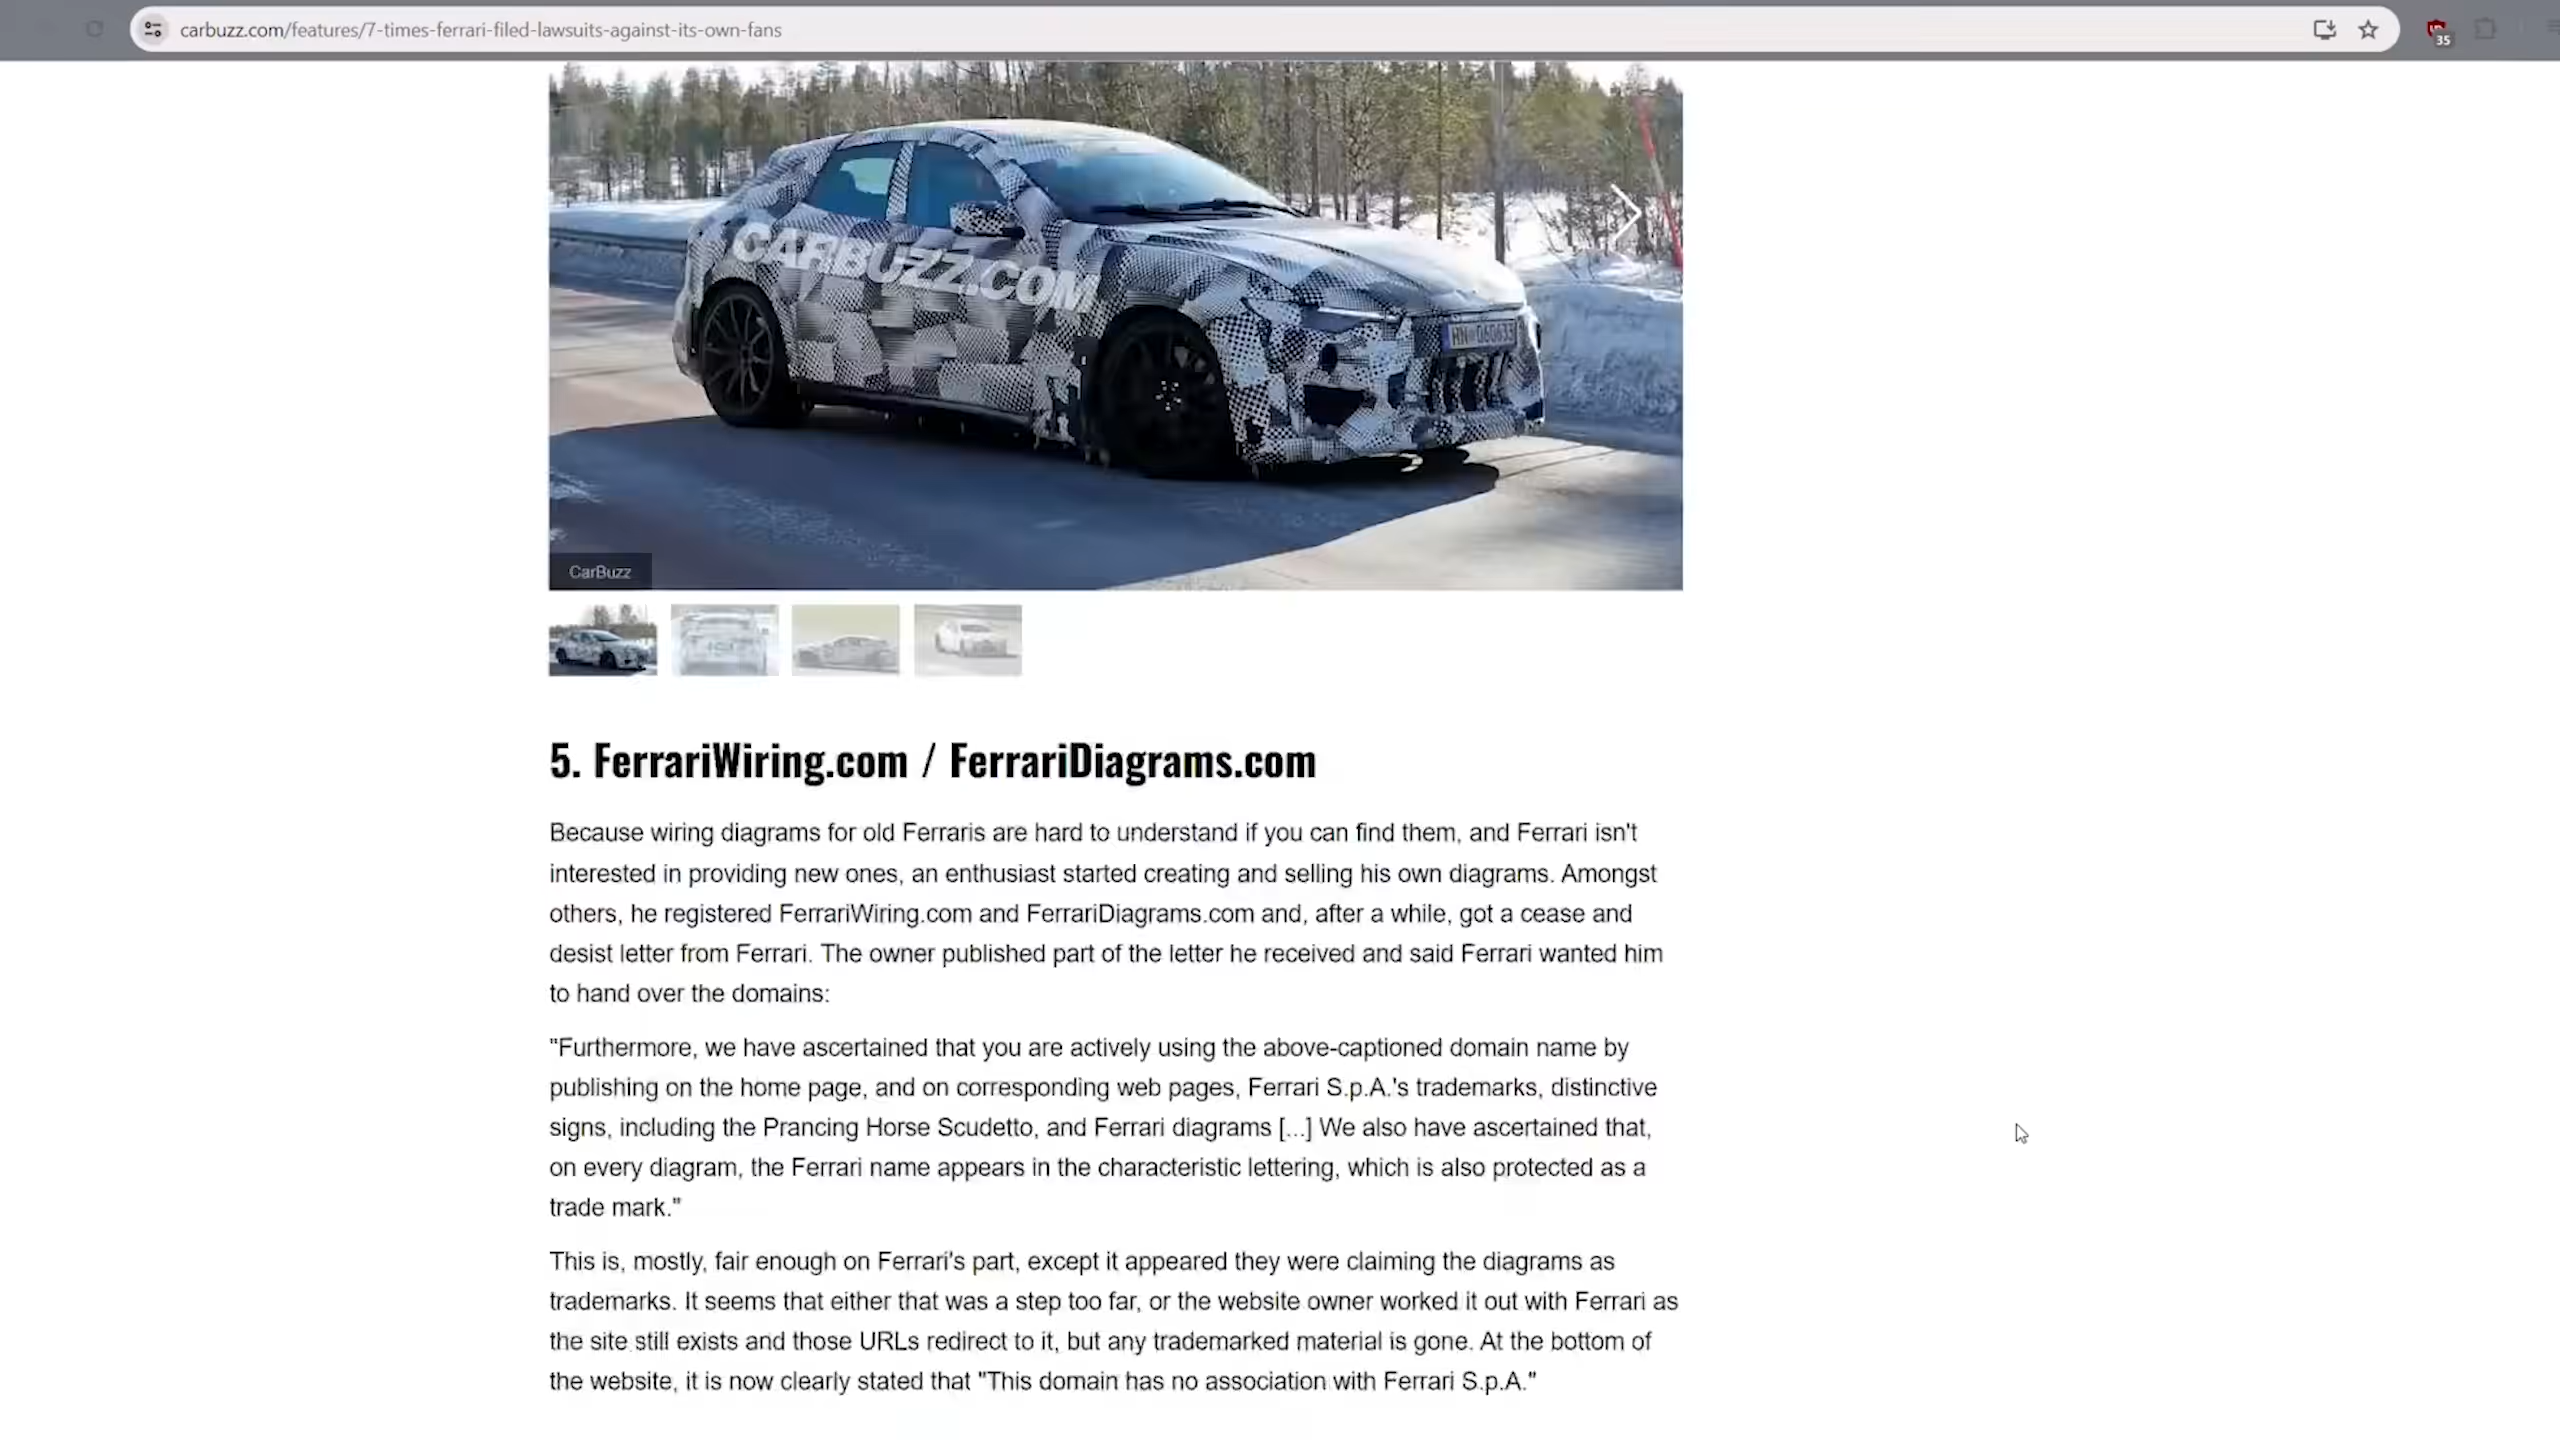 carbuzz.com/features/7-times-ferrari-filed-lawsuits-against-its-own-fans
35
CARBUZZ.COM
CarBuzz
5. FerrariWiring.com / FerrariDiagrams.com
Because wiring diagrams for old Ferraris are hard to understand if you can find them, and Ferrari isn't
interested in providing new ones, an enthusiast started creating and selling his own diagrams. Amongst
others, he registered FerrariWiring.com and FerrariDiagrams.com and, after a while, got a cease and
desist letter from Ferrari. The owner published part of the letter he received and said Ferrari wanted him
to hand over the domains:
"Furthermore, we have ascertained that you are actively using the above-captioned domain name by
publishing on the home page, and on corresponding web pages, Ferrari S.p.A.'s trademarks, distinctive
signs, including the Prancing Horse Scudetto, and Ferrari diagrams [...] We also have ascertained that,
on every diagram, the Ferrari name appears in the characteristic lettering, which is also protected as a
trade mark."
This is, mostly, fair enough on Ferrari's part, except it appeared they were claiming the diagrams as
trademarks. It seems that either that was a step too far, or the website owner worked it out with Ferrari as
the site still exists and those URLs redirect to it, but any trademarked material is gone. At the bottom of
the website, it is now clearly stated that "This domain has no association with Ferrari S.p.A."